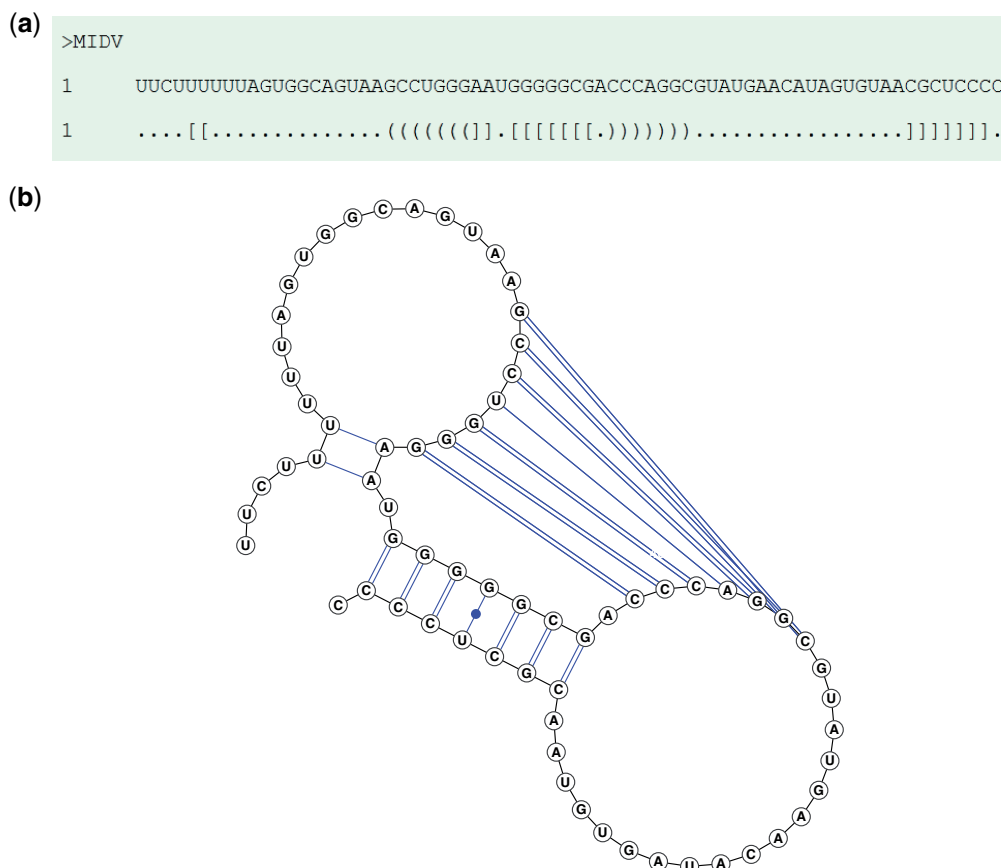 (a)
>MIDV
1 UUCUUUUUUAGUGGCAGUAAGCCUGGGAAUGGGGGCGACCCAGGCGUAUGAACAUAGUGUAACGCUCCCC
1 ....[[..............(((((((]].[[[[[[[.))))))).................]]]]]]].
(b)
U U C U U U U U U A G U G G C A G U A A G C C U G G G A A U G G G G G C G A C C C A G G C G U A U G A A C A U A G U G U A A C G C U C C C C